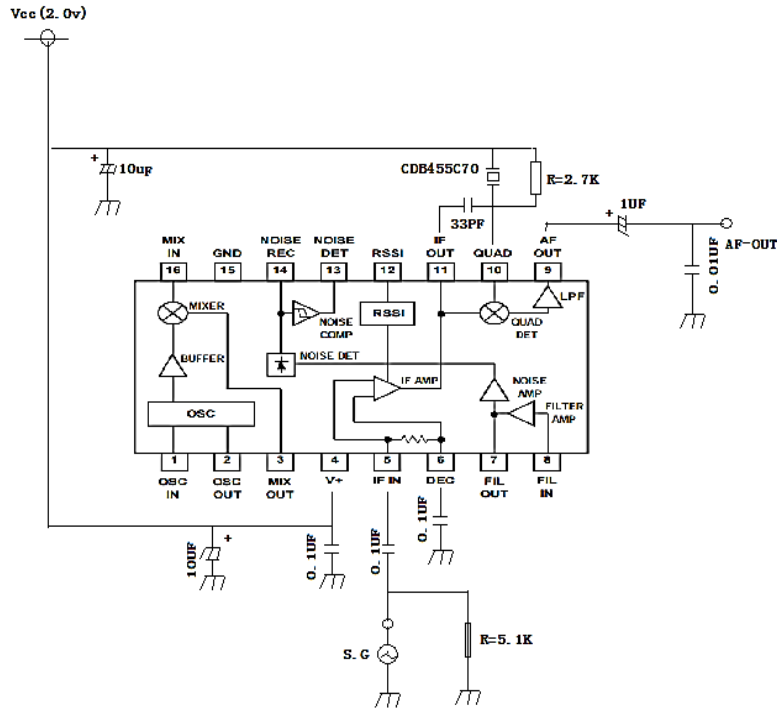 Vcc(2.0v)
10uF
CDB455C70
R=2.7K
33PF
1UF
AF-OUT
0.01UF
MIX IN
GND
NOISE REC
NOISE DET
RSSI
IF OUT
QUAD
AF OUT
16
15
14
13
12
11
10
9
MIXER
NOISE COMP
RSSI
QUAD DET
LPF
BUFFER
NOISE DET
IF AMP
NOISE AMP
FILTER AMP
OSC
1
2
3
4
5
6
7
8
OSC IN
OSC OUT
MIX OUT
V+
IF IN
DEC
FIL OUT
FIL IN
10UF
0.1UF
0.1UF
0.1UF
S.G
R=5.1K